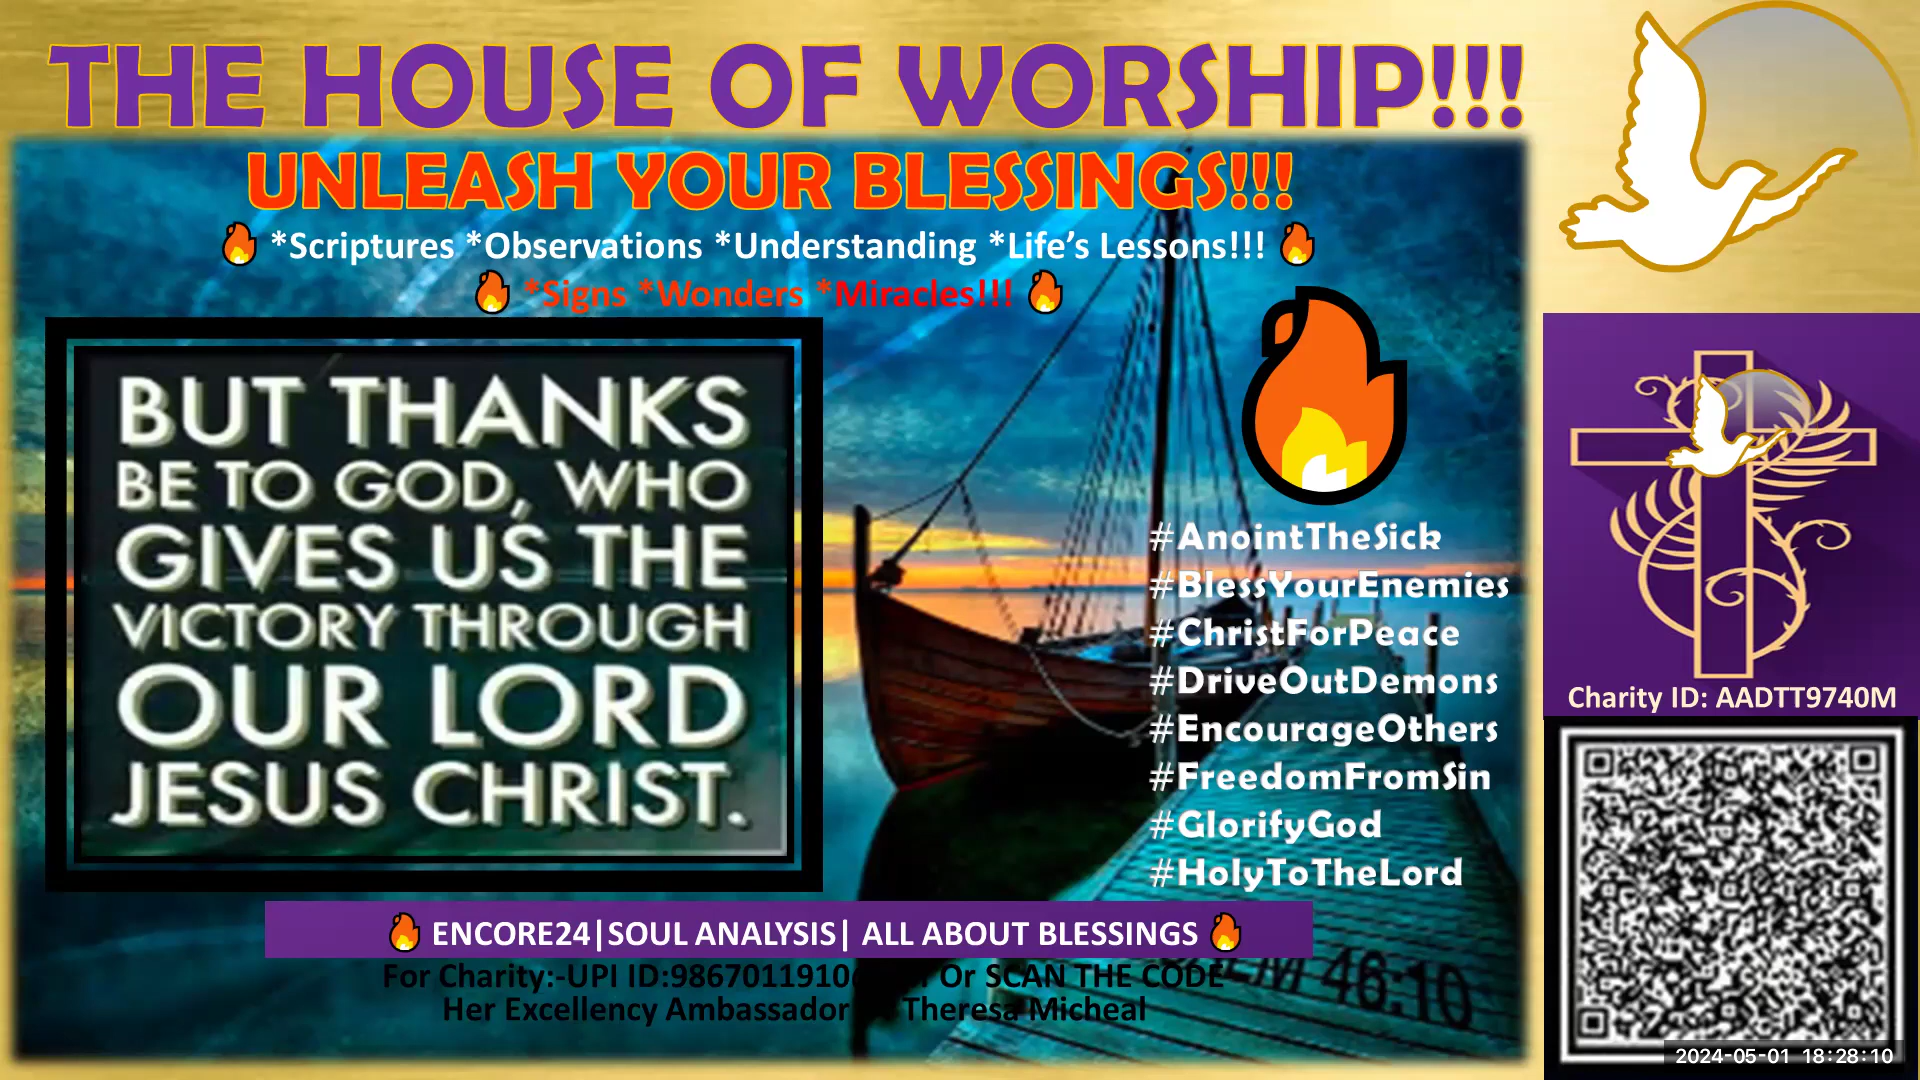 THE HOUSE OF WORSHIP!!!
UNLEASH YOUR BLESSINGS!!!
*Scriptures *Observations *Understanding *Life’s Lessons!!!
*Signs *Wonders *Miracles!!!
BUT THANKS
BE TO GOD, WHO
GIVES US THE
VICTORY THROUGH
OUR LORD
JESUS CHRIST.
#AnointTheSick
#BlessYourEnemies
#ChristForPeace
#DriveOutDemons
#EncourageOthers
#FreedomFromSin
#GlorifyGod
#HolyToTheLord
Charity ID: AADTT9740M
ENCORE24|SOUL ANALYSIS| ALL ABOUT BLESSINGS
For Charity:-UPI ID:9867011910 Or SCAN THE CODE
46:10
Her Excellency Ambassador Theresa Micheal
2024-05-01 18:28:10